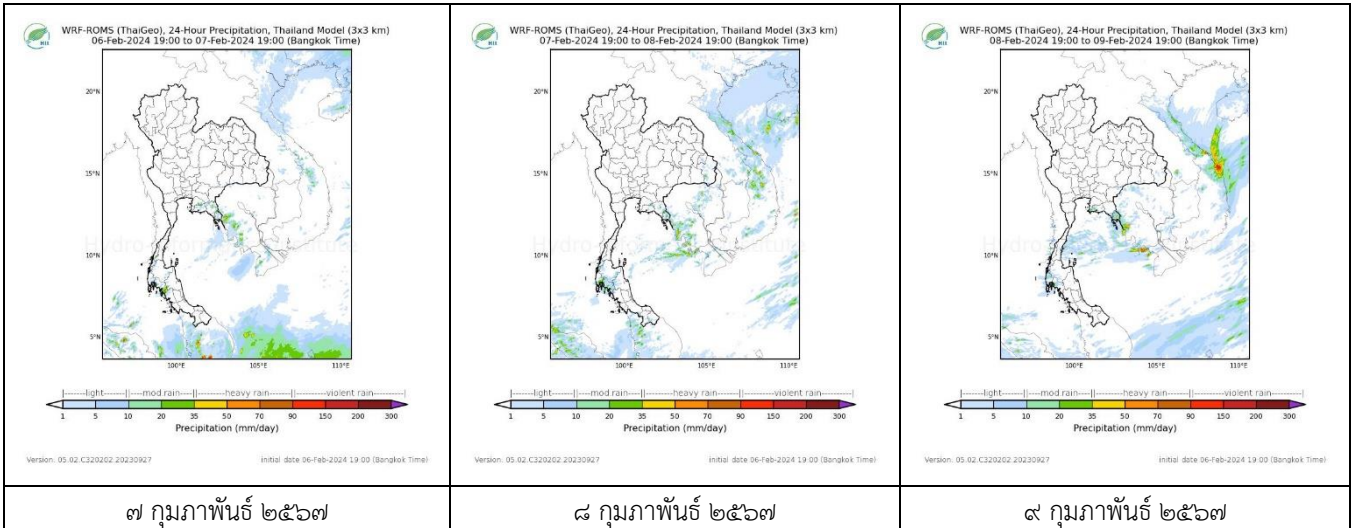 WRF-ROMS (ThaiGeo), 24-Hour Precipitation, Thailand Model (3x3 km)
06-Feb-2024 19:00 to 07-Feb-2024 19:00 (Bangkok Time)
HII
20°N
15°N
10°N
5°N
100°E 105°E 110°E
light mod rain heavy rain violent rain
1 5 10 20 35 50 70 90 150 200 300
Precipitation (mm/day)
Version: 05.02.C320202.20230927 initial date 06-Feb-2024 19:00 (Bangkok Time)
๗ กุมภาพันธ์ ๒๕๖๗
WRF-ROMS (ThaiGeo), 24-Hour Precipitation, Thailand Model (3x3 km)
07-Feb-2024 19:00 to 08-Feb-2024 19:00 (Bangkok Time)
HII
20°N
15°N
10°N
5°N
100°E 105°E 110°E
light mod rain heavy rain violent rain
1 5 10 20 35 50 70 90 150 200 300
Precipitation (mm/day)
Version: 05.02.C320202.20230927 initial date 06-Feb-2024 19:00 (Bangkok Time)
๘ กุมภาพันธ์ ๒๕๖๗
WRF-ROMS (ThaiGeo), 24-Hour Precipitation, Thailand Model (3x3 km)
08-Feb-2024 19:00 to 09-Feb-2024 19:00 (Bangkok Time)
HII
20°N
15°N
10°N
5°N
100°E 105°E 110°E
light mod rain heavy rain violent rain
1 5 10 20 35 50 70 90 150 200 300
Precipitation (mm/day)
Version: 05.02.C320202.20230927 initial date 06-Feb-2024 19:00 (Bangkok Time)
๙ กุมภาพันธ์ ๒๕๖๗